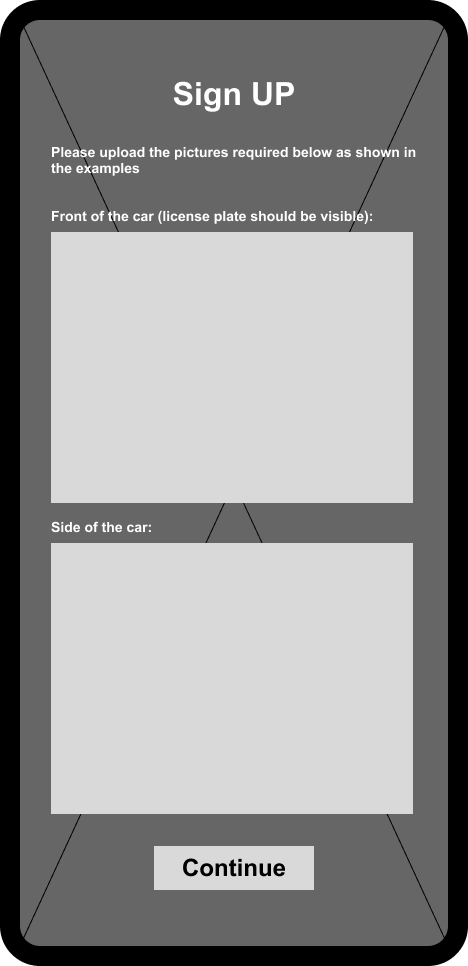 Sign UP
Please upload the pictures required below as shown in
the examples
Front of the car (license plate should be visible):
Side of the car:
Continue